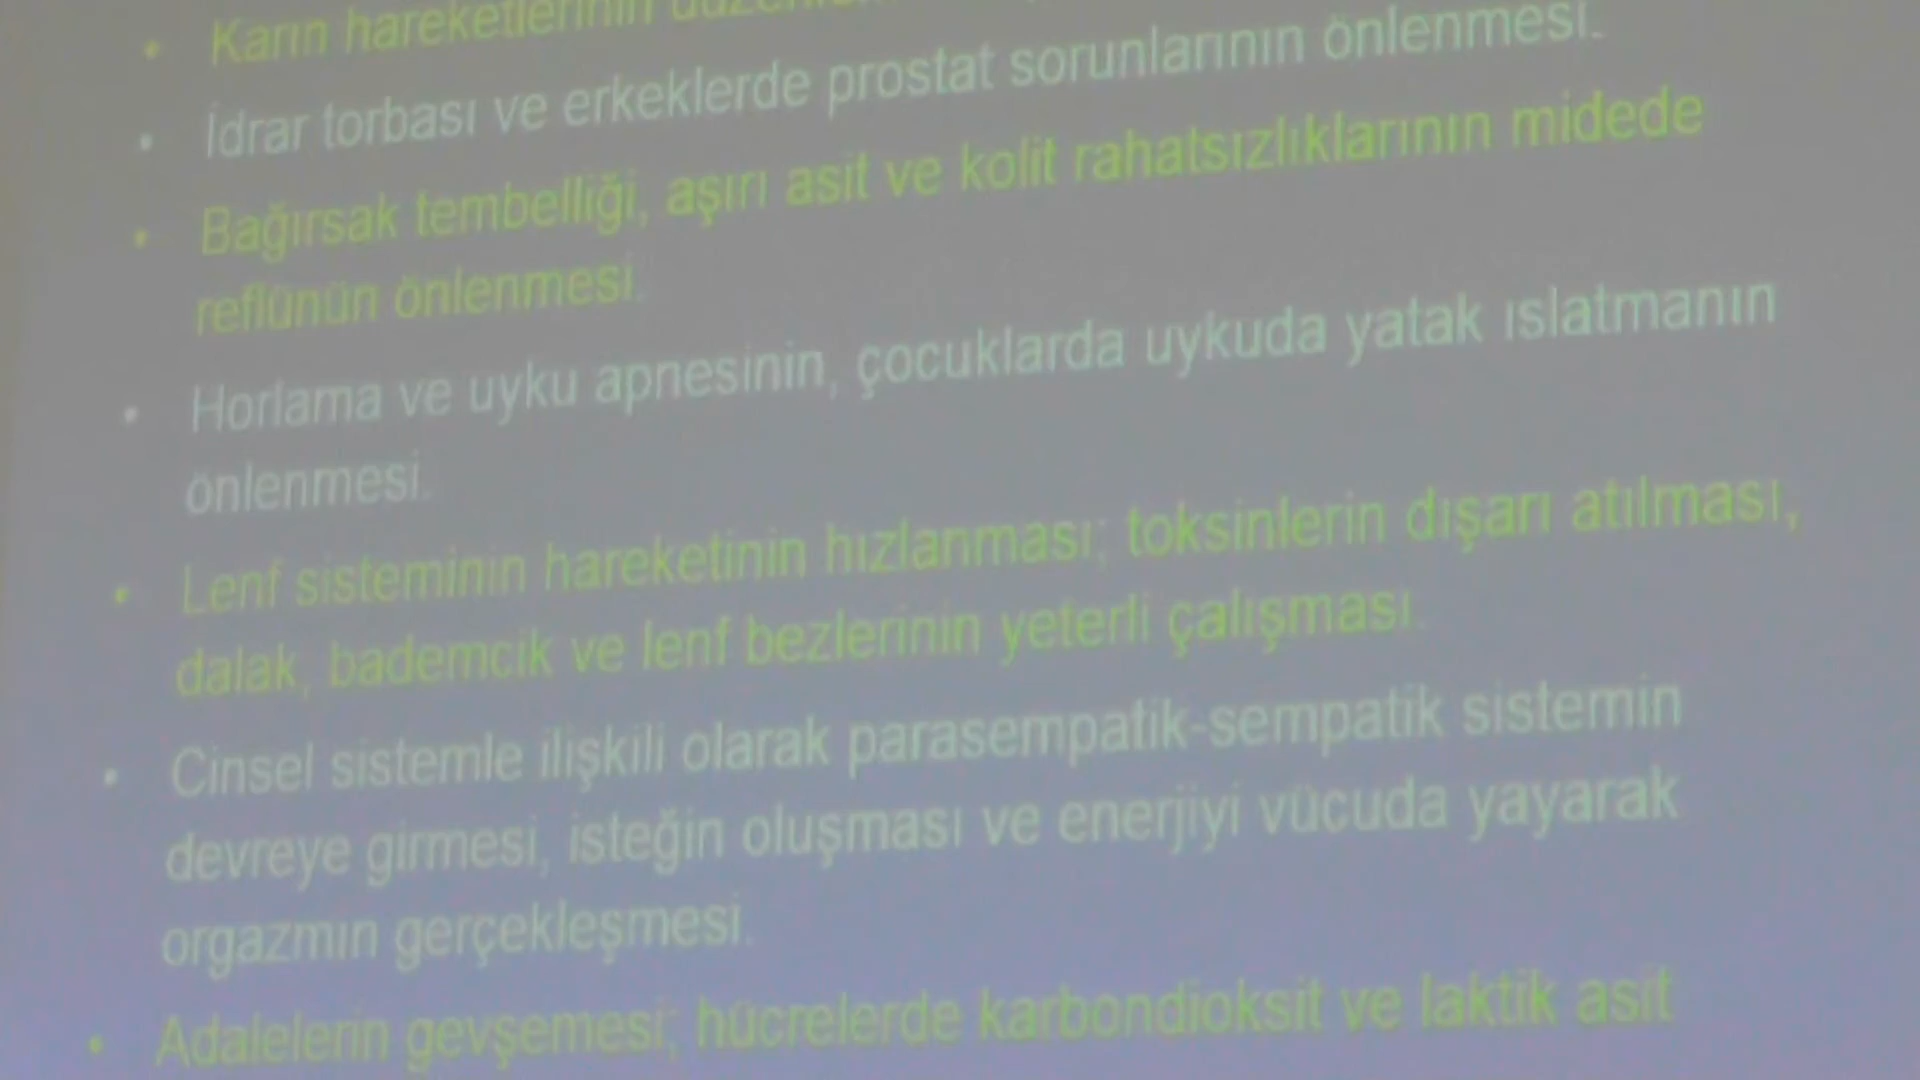 • Karın hareketlerinin
• İdrar torbası ve erkeklerde prostat sorunlarının önlenmesi.
• Bağırsak tembelliği, aşırı asit ve kolit rahatsızlıklarının midede
reflünün önlenmesi.
• Horlama ve uyku apnesinin, çocuklarda uykuda yatak ıslatmanın
önlenmesi.
• Lenf sisteminin hareketinin hızlanması; toksinlerin dışarı atılması,
dalak, bademcik ve lenf bezlerinin yeterli çalışması.
• Cinsel sistemle ilişkili olarak parasempatik-sempatik sistemin
devreye girmesi, isteğin oluşması ve enerjiyi vücuda yayarak
orgazmın gerçekleşmesi.
• Adalelerin gevşemesi; hücrelerde karbondioksit ve laktik asit